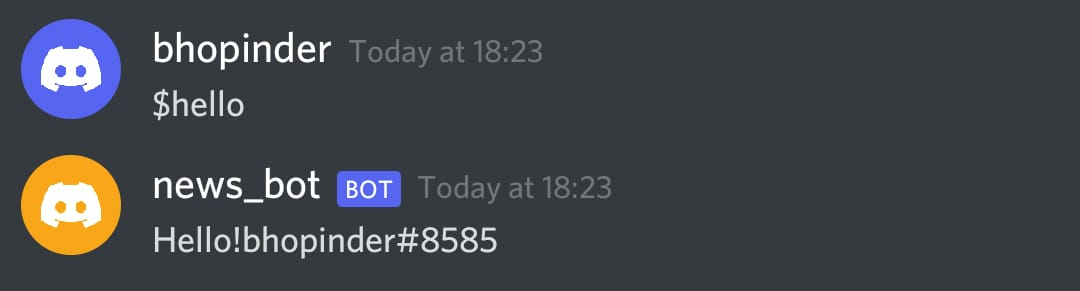 bhopinder Today at 18:23
$hello
news_bot BOT Today at 18:23
Hello!bhopinder#8585